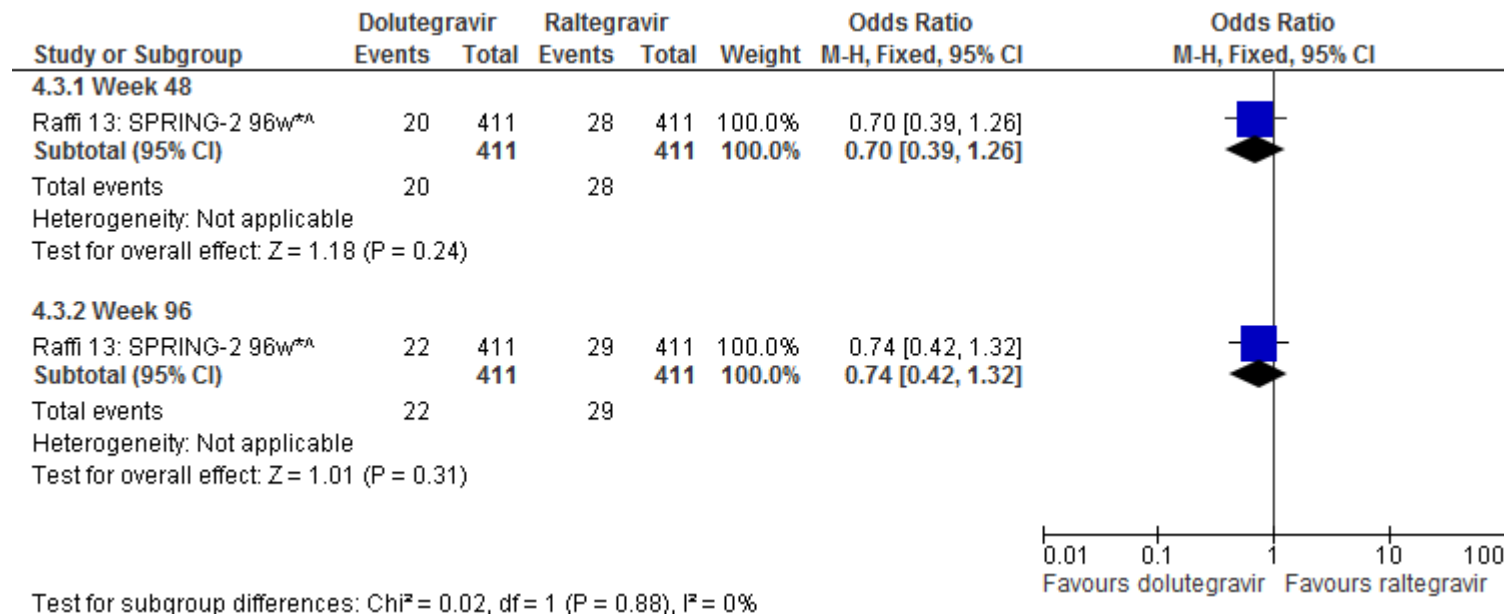 Dolutegravir Raltegravir Odds Ratio Odds Ratio
Study or Subgroup Events Total Events Total Weight M-H, Fixed, 95% CI M-H, Fixed, 95% CI
4.3.1 Week 48
Raffi 13: SPRING-2 96w*^ 20 411 28 411 100.0% 0.70 [0.39, 1.26]
Subtotal (95% CI) 411 411 100.0% 0.70 [0.39, 1.26]
Total events 20 28
Heterogeneity: Not applicable
Test for overall effect: Z = 1.18 (P = 0.24)
4.3.2 Week 96
Raffi 13: SPRING-2 96w*^ 22 411 29 411 100.0% 0.74 [0.42, 1.32]
Subtotal (95% CI) 411 411 100.0% 0.74 [0.42, 1.32]
Total events 22 29
Heterogeneity: Not applicable
Test for overall effect: Z = 1.01 (P = 0.31)
0.01 0.1 1 10 100
Favours dolutegravir Favours raltegravir
Test for subgroup differences: Chi² = 0.02, df = 1 (P = 0.88), I² = 0%